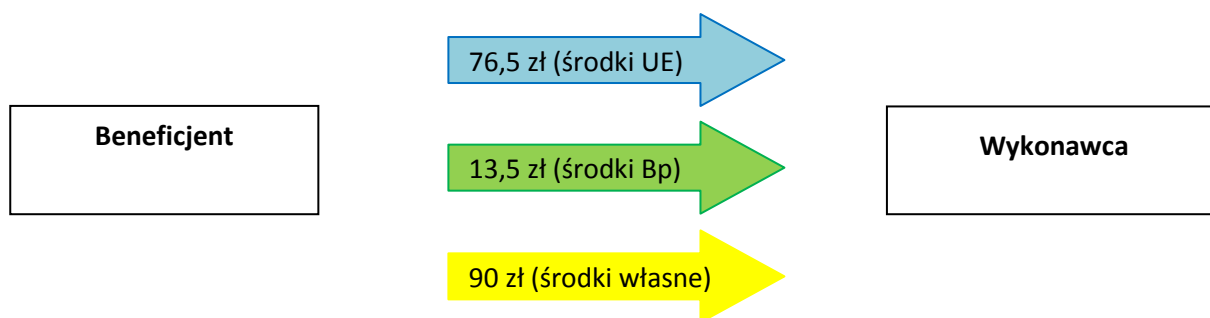 76,5 zł (środki UE)
Beneficjent
13,5 zł (środki Bp)
Wykonawca
90 zł (środki własne)